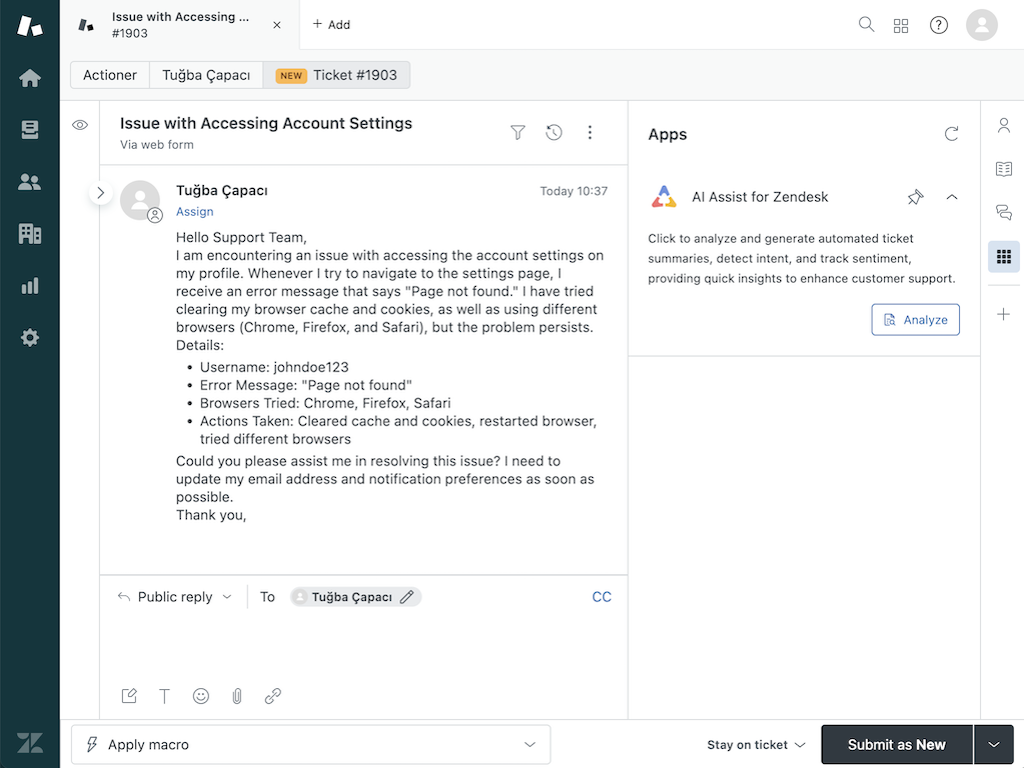 Issue with Accessing ...
#1903
Add
Actioner
Tuğba Çapacı
NEW Ticket #1903
Issue with Accessing Account Settings
Via web form
Tuğba Çapacı
Today 10:37
Assign
Hello Support Team,
I am encountering an issue with accessing the account settings on
my profile. Whenever I try to navigate to the settings page, I
receive an error message that says "Page not found." I have tried
clearing my browser cache and cookies, as well as using different
browsers (Chrome, Firefox, and Safari), but the problem persists.
Details:
• Username: johndoe123
• Error Message: "Page not found"
• Browsers Tried: Chrome, Firefox, Safari
• Actions Taken: Cleared cache and cookies, restarted browser,
tried different browsers
Could you please assist me in resolving this issue? I need to
update my email address and notification preferences as soon as
possible.
Thank you,
Public reply
To
Tuğba Çapacı
CC
Apps
AI Assist for Zendesk
Click to analyze and generate automated ticket
summaries, detect intent, and track sentiment,
providing quick insights to enhance customer support.
Analyze
Apply macro
Stay on ticket
Submit as New